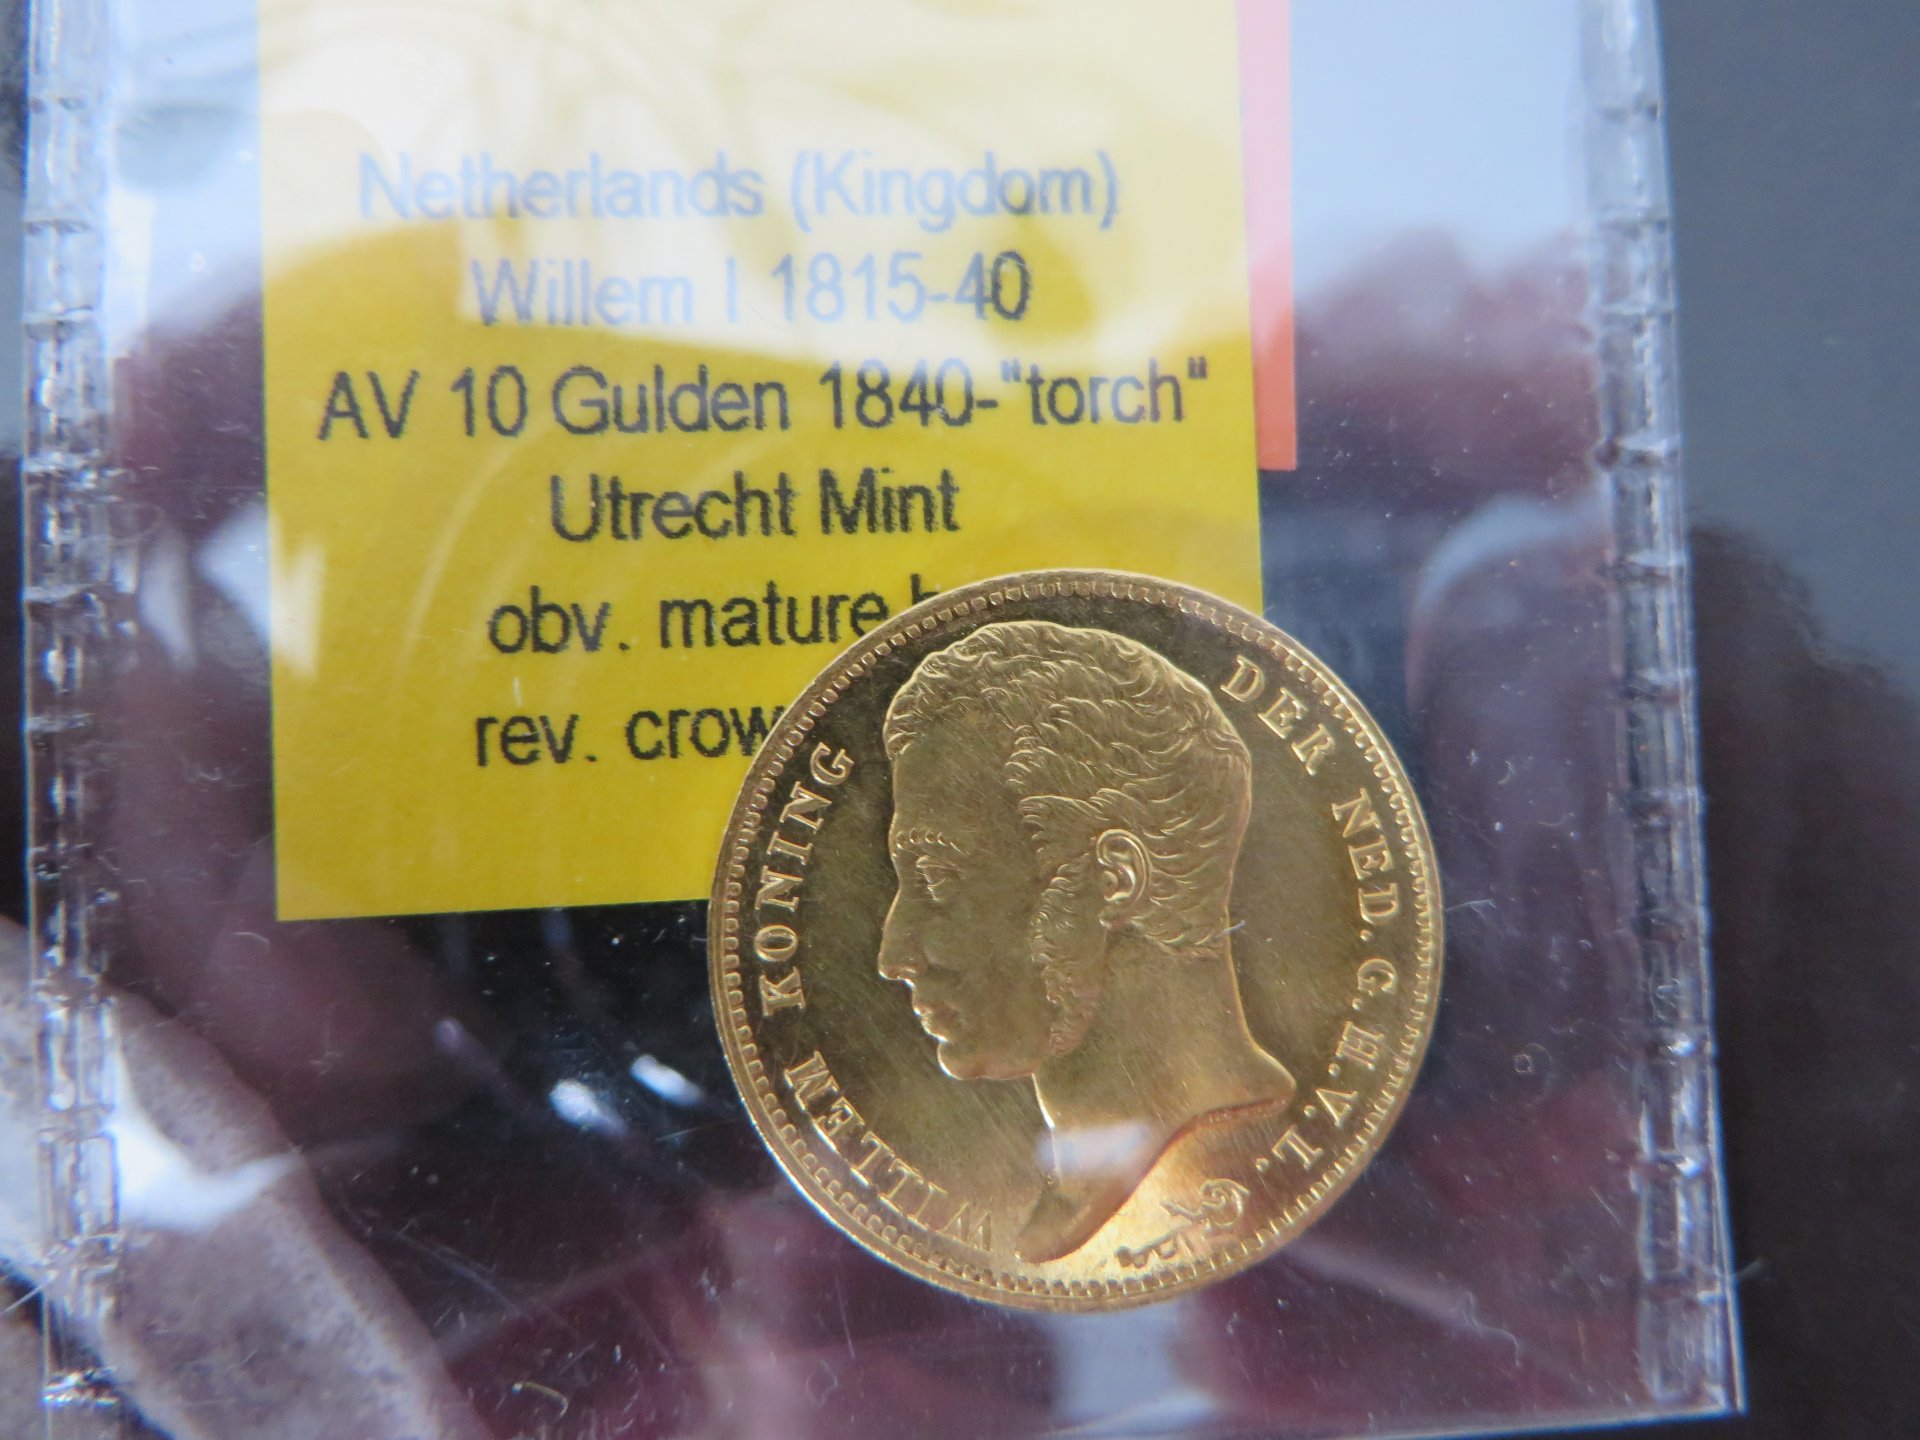 Netherlands (Kingdom)
Willem I 1815-40
AV 10 Gulden 1840-"torch"
Utrecht Mint
obv. mature
rev.
WILLEM KONING DER NED. G. H. V. L.